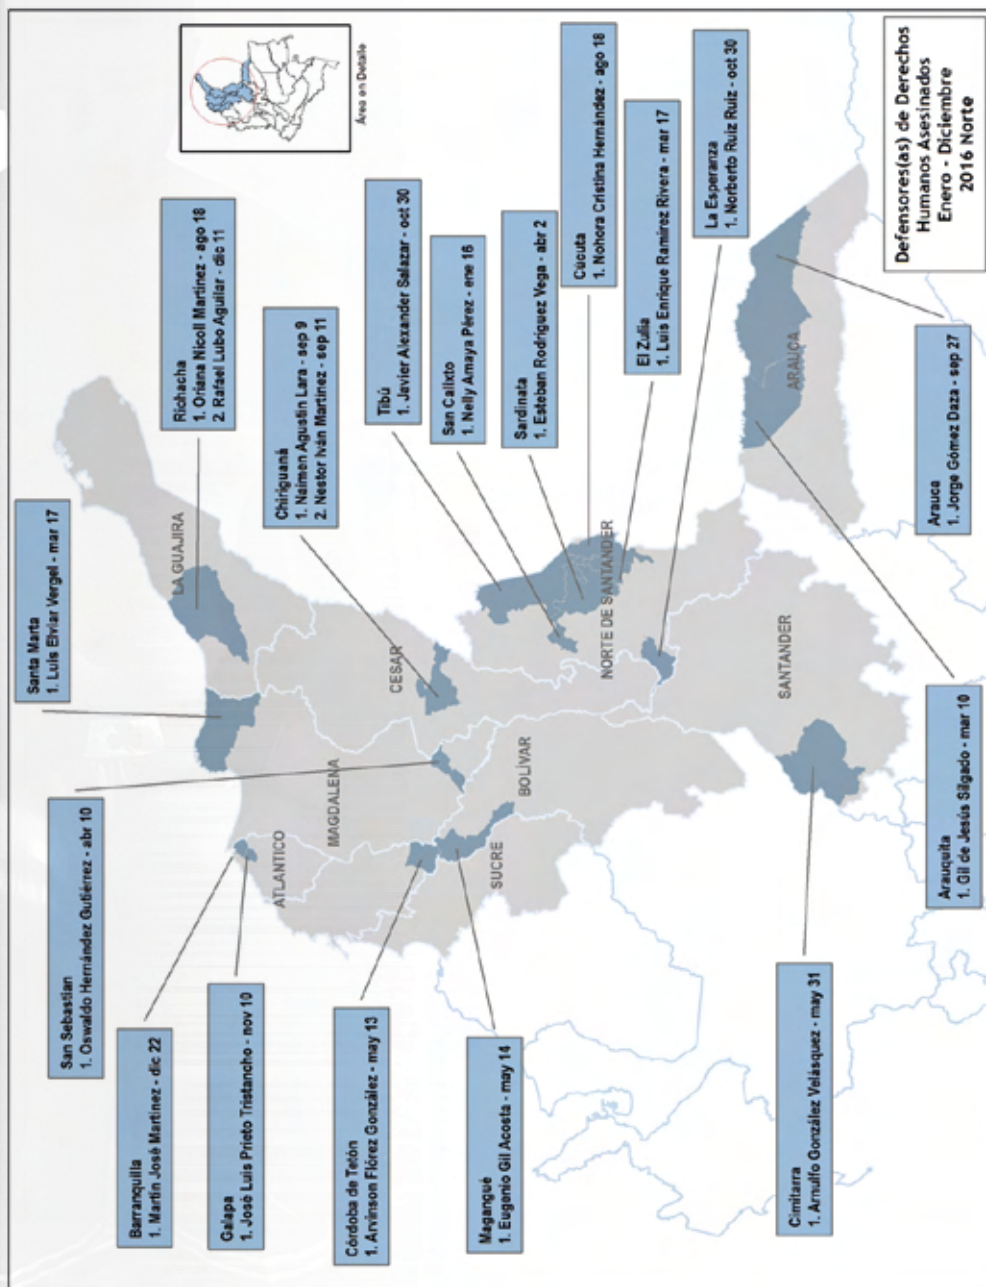 Defensores(as) de Derechos
Humanos Asesinados
Enero - Diciembre
2016 Norte
Área en Detalle
Santa Marta
1. Luis Elviar Vergel - mar 17
Richacha
1. Oriana Nicoll Martínez - ago 18
2. Rafael Lubo Aguilar - dic 11
San Sebastian
1. Oswaldo Hernández Gutiérrez - abr 10
Chiriguaná
1. Naimen Agustín Lara - sep 9
2. Nestor Iván Martínez - sep 11
Barranquilla
1. Martín José Martínez - dic 22
Galapa
1. José Luis Prieto Tristancho - nov 10
Tibú
1. Javier Alexander Salazar - oct 30
San Calixto
1. Nelly Amaya Pérez - ene 16
Córdoba de Tetón
1. Arvinson Flórez González - may 13
Sardinata
1. Esteban Rodríguez Vega - abr 2
Magangué
1. Eugenio Gil Acosta - may 14
Cúcuta
1. Nohora Cristina Hernández - ago 18
El Zulia
1. Luis Enrique Ramírez Rivera - mar 17
La Esperanza
1. Norberto Ruiz Ruiz - oct 30
Cimitarra
1. Arnulfo González Velásquez - may 31
Arauquita
1. Gil de Jesús Silgado - mar 10
Arauca
1. Jorge Gómez Daza - sep 27
LA GUAJIRA
ATLANTICO
MAGDALENA
CESAR
SUCRE
BOLÍVAR
NORTE DE SANTANDER
SANTANDER
ARAUCA